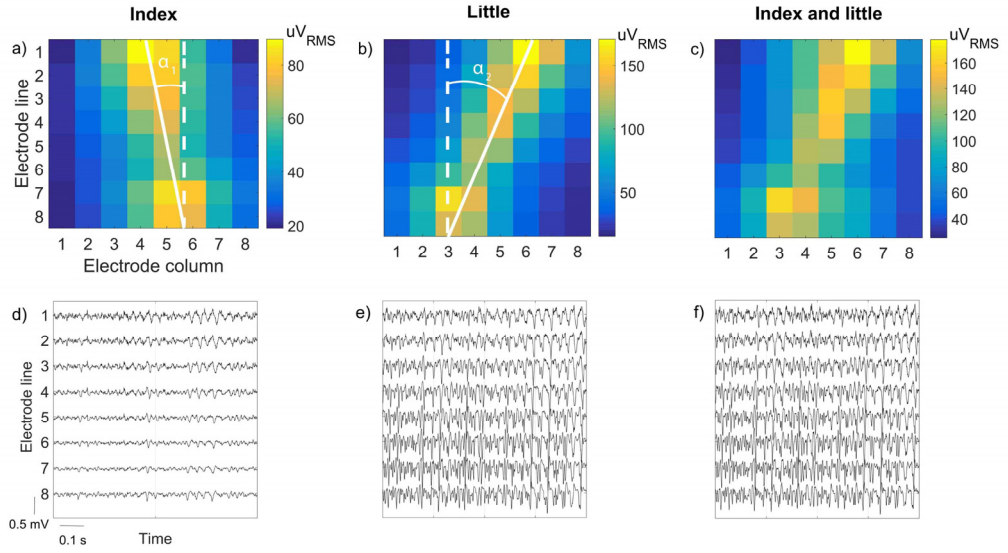 Index
Little
Index and little
a)
uV RMS
b)
uV RMS
c)
uV RMS
Electrode line
1
2
3
4
5
6
7
8
α1
80
60
40
20
α2
150
100
50
160
140
120
100
80
60
40
1 2 3 4 5 6 7 8
1 2 3 4 5 6 7 8
1 2 3 4 5 6 7 8
Electrode column
d)
e)
f)
Electrode line
1
2
3
4
5
6
7
8
0.5 mV
0.1 s
Time